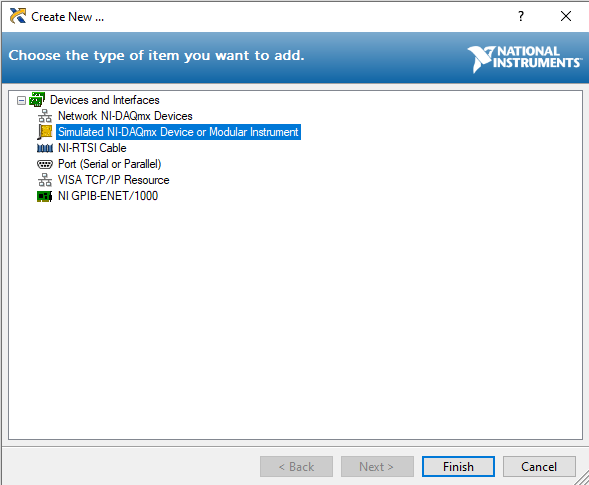 Create New ...
?
Choose the type of item you want to add.
NATIONAL
INSTRUMENTS™
Devices and Interfaces
Network NI-DAQmx Devices
Simulated NI-DAQmx Device or Modular Instrument
NI-RTSI Cable
Port (Serial or Parallel)
VISA TCP/IP Resource
NI GPIB-ENET/1000
< Back Next > Finish Cancel